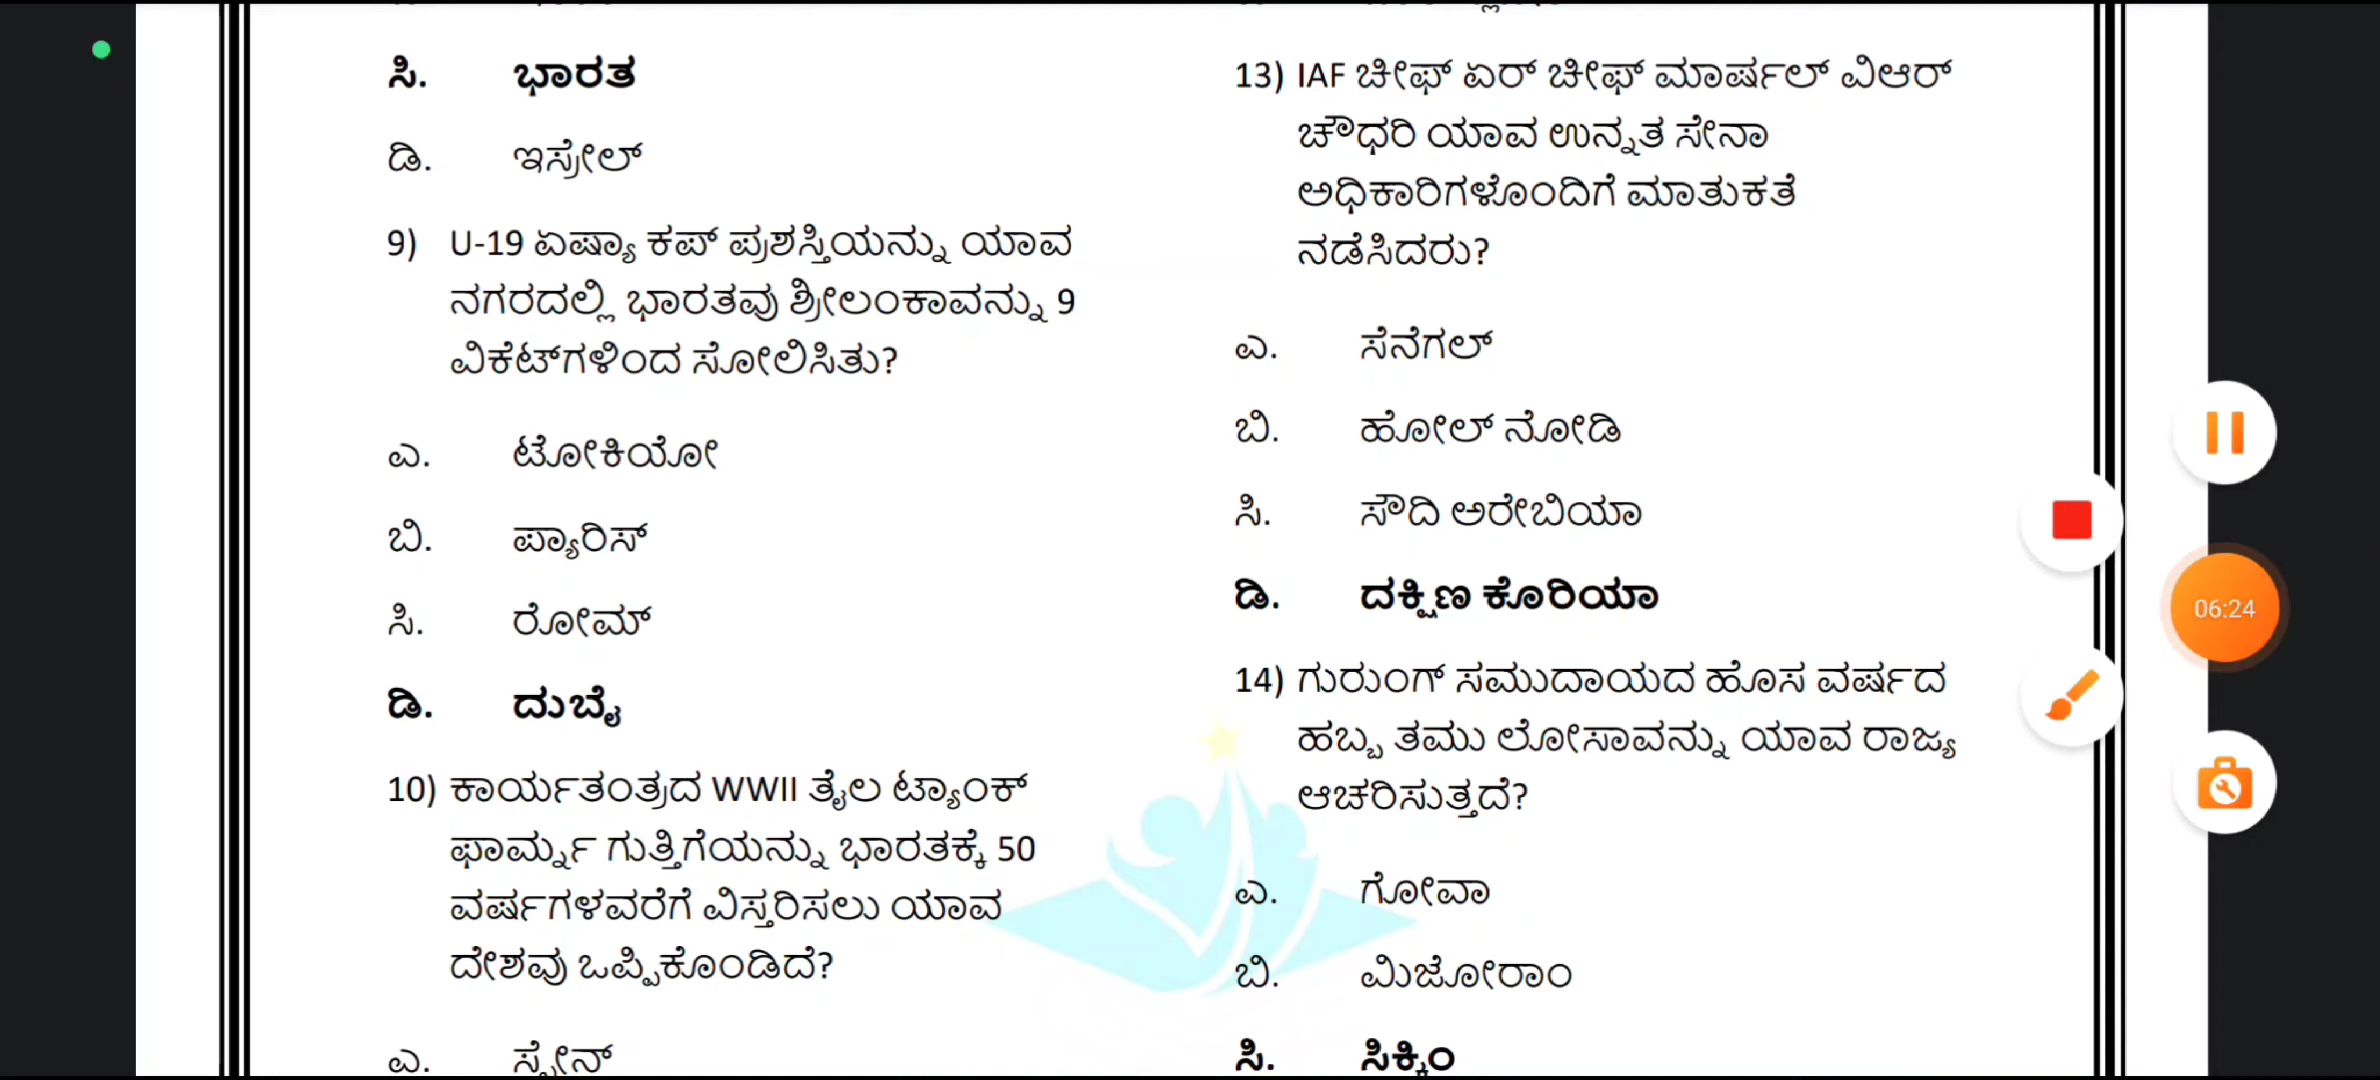 ಸಿ. ಭಾರತ
ಡಿ. ಇಸ್ರೇಲ್
9) U-19 ಏಷ್ಯಾ ಕಪ್ ಪ್ರಶಸ್ತಿಯನ್ನು ಯಾವ
ನಗರದಲ್ಲಿ ಭಾರತವು ಶ್ರೀಲಂಕಾವನ್ನು 9
ವಿಕೆಟ್‌ಗಳಿಂದ ಸೋಲಿಸಿತು?
ಎ. ಟೋಕಿಯೋ
ಬಿ. ಪ್ಯಾರಿಸ್
ಸಿ. ರೋಮ್
ಡಿ. ದುಬೈ
10) ಕಾರ್ಯತಂತ್ರದ WWII ತೈಲ ಟ್ಯಾಂಕ್
ಫಾರ್ಮ್ನ ಗುತ್ತಿಗೆಯನ್ನು ಭಾರತಕ್ಕೆ 50
ವರ್ಷಗಳವರೆಗೆ ವಿಸ್ತರಿಸಲು ಯಾವ
ದೇಶವು ಒಪ್ಪಿಕೊಂಡಿದೆ?
ಎ. ಸ್ಪೇನ್
13) IAF ಚೀಫ್ ಏರ್ ಚೀಫ್ ಮಾರ್ಷಲ್ ವಿಆರ್
ಚೌಧರಿ ಯಾವ ಉನ್ನತ ಸೇನಾ
ಅಧಿಕಾರಿಗಳೊಂದಿಗೆ ಮಾತುಕತೆ
ನಡೆಸಿದರು?
ಎ. ಸೆನೆಗಲ್
ಬಿ. ಹೋಲ್ ನೋಡಿ
ಸಿ. ಸೌದಿ ಅರೇಬಿಯಾ
ಡಿ. ದಕ್ಷಿಣ ಕೊರಿಯಾ
14) ಗುರುಂಗ್ ಸಮುದಾಯದ ಹೊಸ ವರ್ಷದ
ಹಬ್ಬ ತಮು ಲೋಸಾವನ್ನು ಯಾವ ರಾಜ್ಯ
ಆಚರಿಸುತ್ತದೆ?
ಎ. ಗೋವಾ
ಬಿ. ಮಿಜೋರಾಂ
ಸಿ. ಸಿಕ್ಕಿಂ
06:24